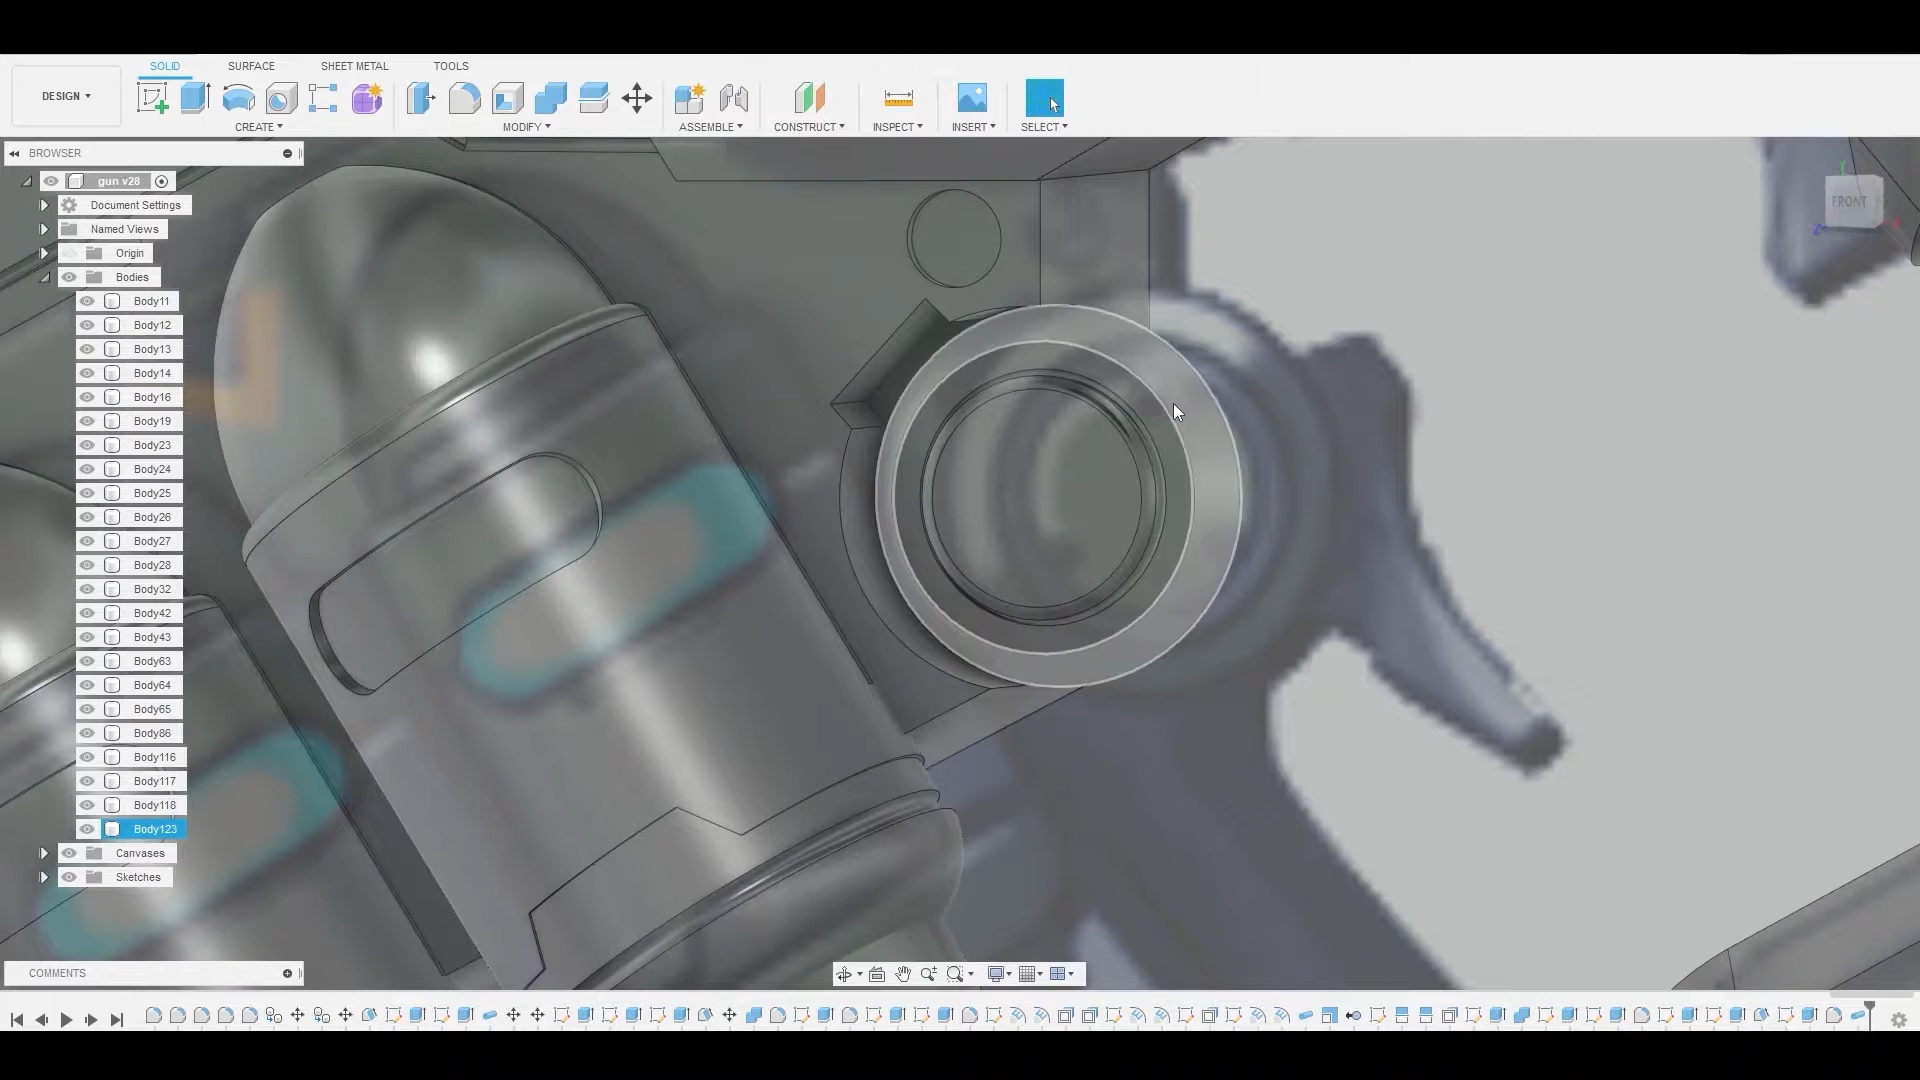 SOLID SURFACE SHEET METAL TOOLS
DESIGN
CREATE MODIFY ASSEMBLE CONSTRUCT INSPECT INSERT SELECT
BROWSER
gun v28
Document Settings
Named Views
Origin
Bodies
Body11
Body12
Body13
Body14
Body16
Body19
Body23
Body24
Body25
Body26
Body27
Body28
Body32
Body42
Body43
Body63
Body64
Body65
Body86
Body116
Body117
Body118
Body123
Canvases
Sketches
COMMENTS
FRONT
Y
Z